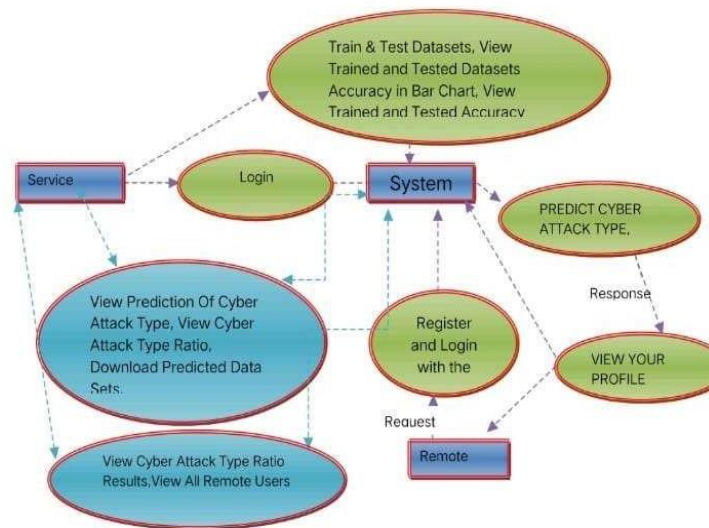 Train & Test Datasets, View
Trained and Tested Datasets
Accuracy in Bar Chart, View
Trained and Tested Accuracy
Service
Login
System
PREDICT CYBER
ATTACK TYPE,
Response
View Prediction Of Cyber
Attack Type, View Cyber
Attack Type Ratio,
Download Predicted Data
Sets.
Register
and Login
with the
VIEW YOUR
PROFILE
Request
Remote
View Cyber Attack Type Ratio
Results,View All Remote Users